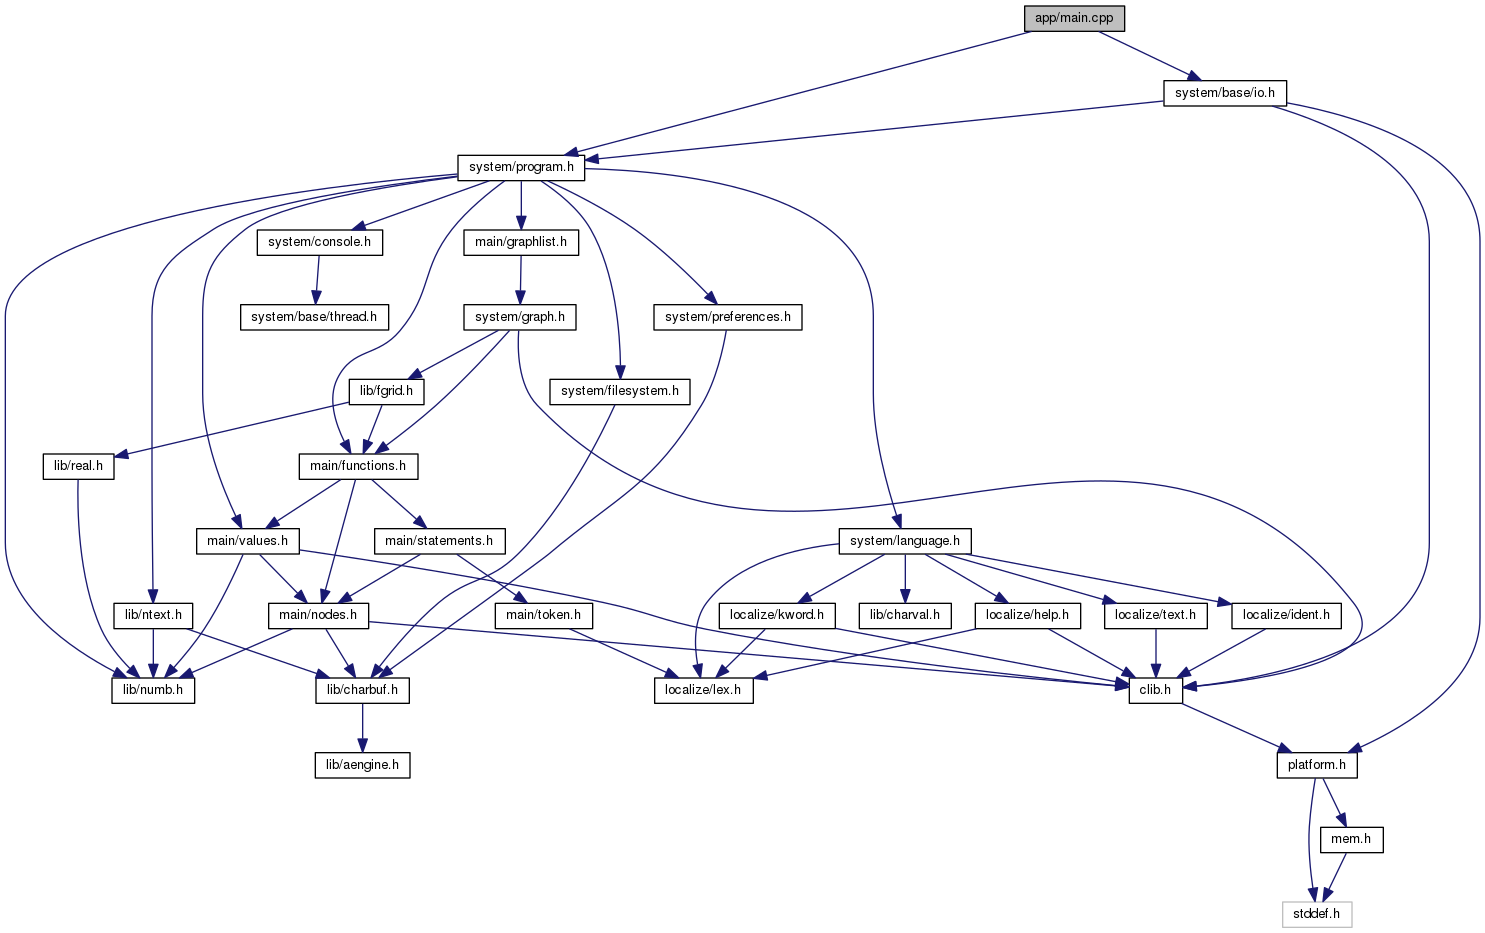 app/main.cpp
system/base/io.h
system/program.h
system/console.h
main/graphlist.h
system/base/thread.h
system/graph.h
system/preferences.h
lib/fgrid.h
system/filesystem.h
lib/real.h
main/functions.h
main/values.h
main/statements.h
system/language.h
lib/ntext.h
main/nodes.h
main/token.h
localize/kword.h
lib/charval.h
localize/help.h
localize/text.h
localize/ident.h
lib/numb.h
lib/charbuf.h
localize/lex.h
clib.h
lib/aengine.h
platform.h
mem.h
stddef.h